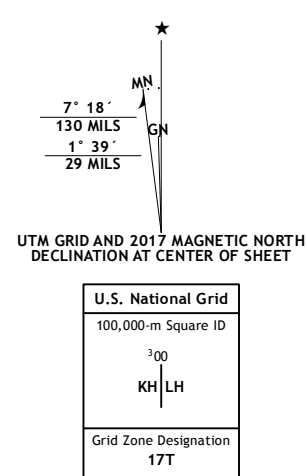 ★
MN
7° 18´
130 MILS
GN
1° 39´
29 MILS
UTM GRID AND 2017 MAGNETIC NORTH
DECLINATION AT CENTER OF SHEET
U.S. National Grid
100,000-m Square ID
³00
KH LH
Grid Zone Designation
17T